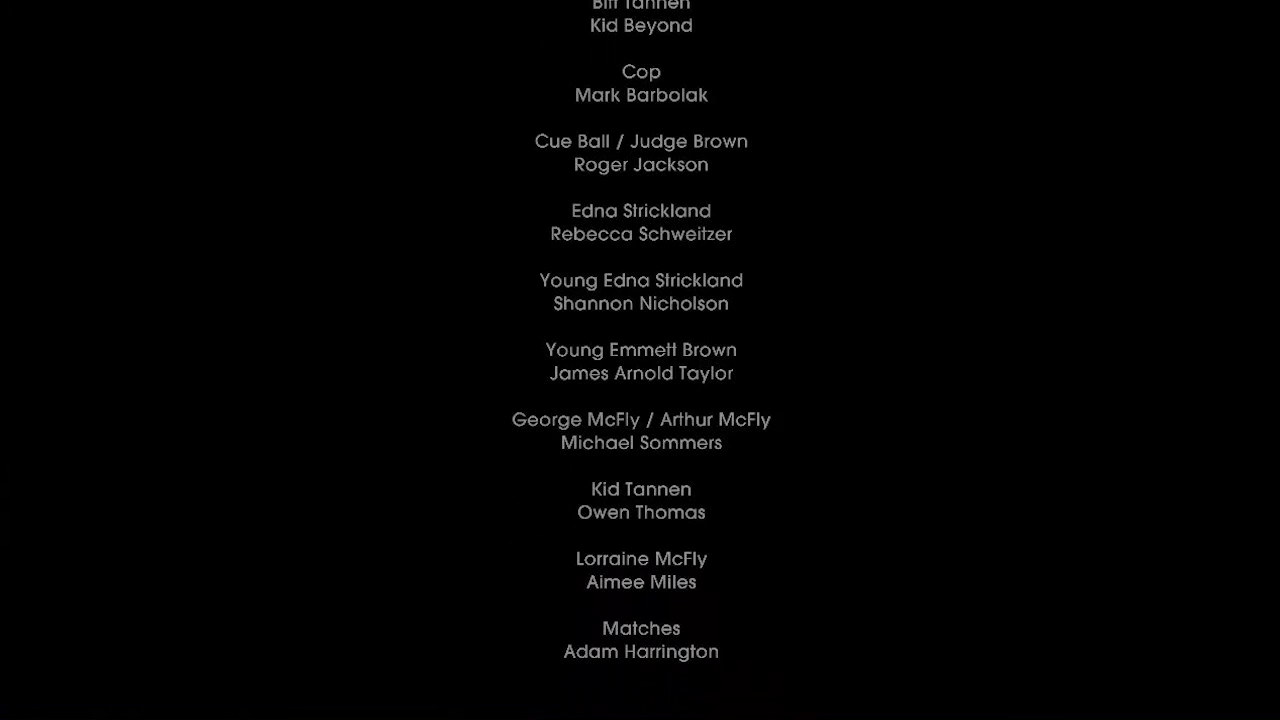 Biff Tannen
Kid Beyond
Cop
Mark Barbolak
Cue Ball / Judge Brown
Roger Jackson
Edna Strickland
Rebecca Schweitzer
Young Edna Strickland
Shannon Nicholson
Young Emmett Brown
James Arnold Taylor
George McFly / Arthur McFly
Michael Sommers
Kid Tannen
Owen Thomas
Lorraine McFly
Aimee Miles
Matches
Adam Harrington